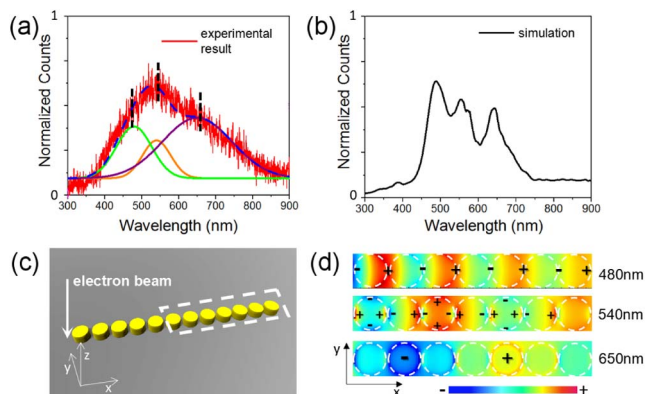 (a)
experimental
result
Normalized Counts
1
0
300 400 500 600 700 800 900
Wavelength (nm)
(b)
simulation
Normalized Counts
1
0
300 400 500 600 700 800 900
Wavelength (nm)
(c)
electron beam
z
y
x
(d)
- + - + - + - +
480nm
- - + + - - + + - - + + - -
540nm
- +
650nm
y
x
- +